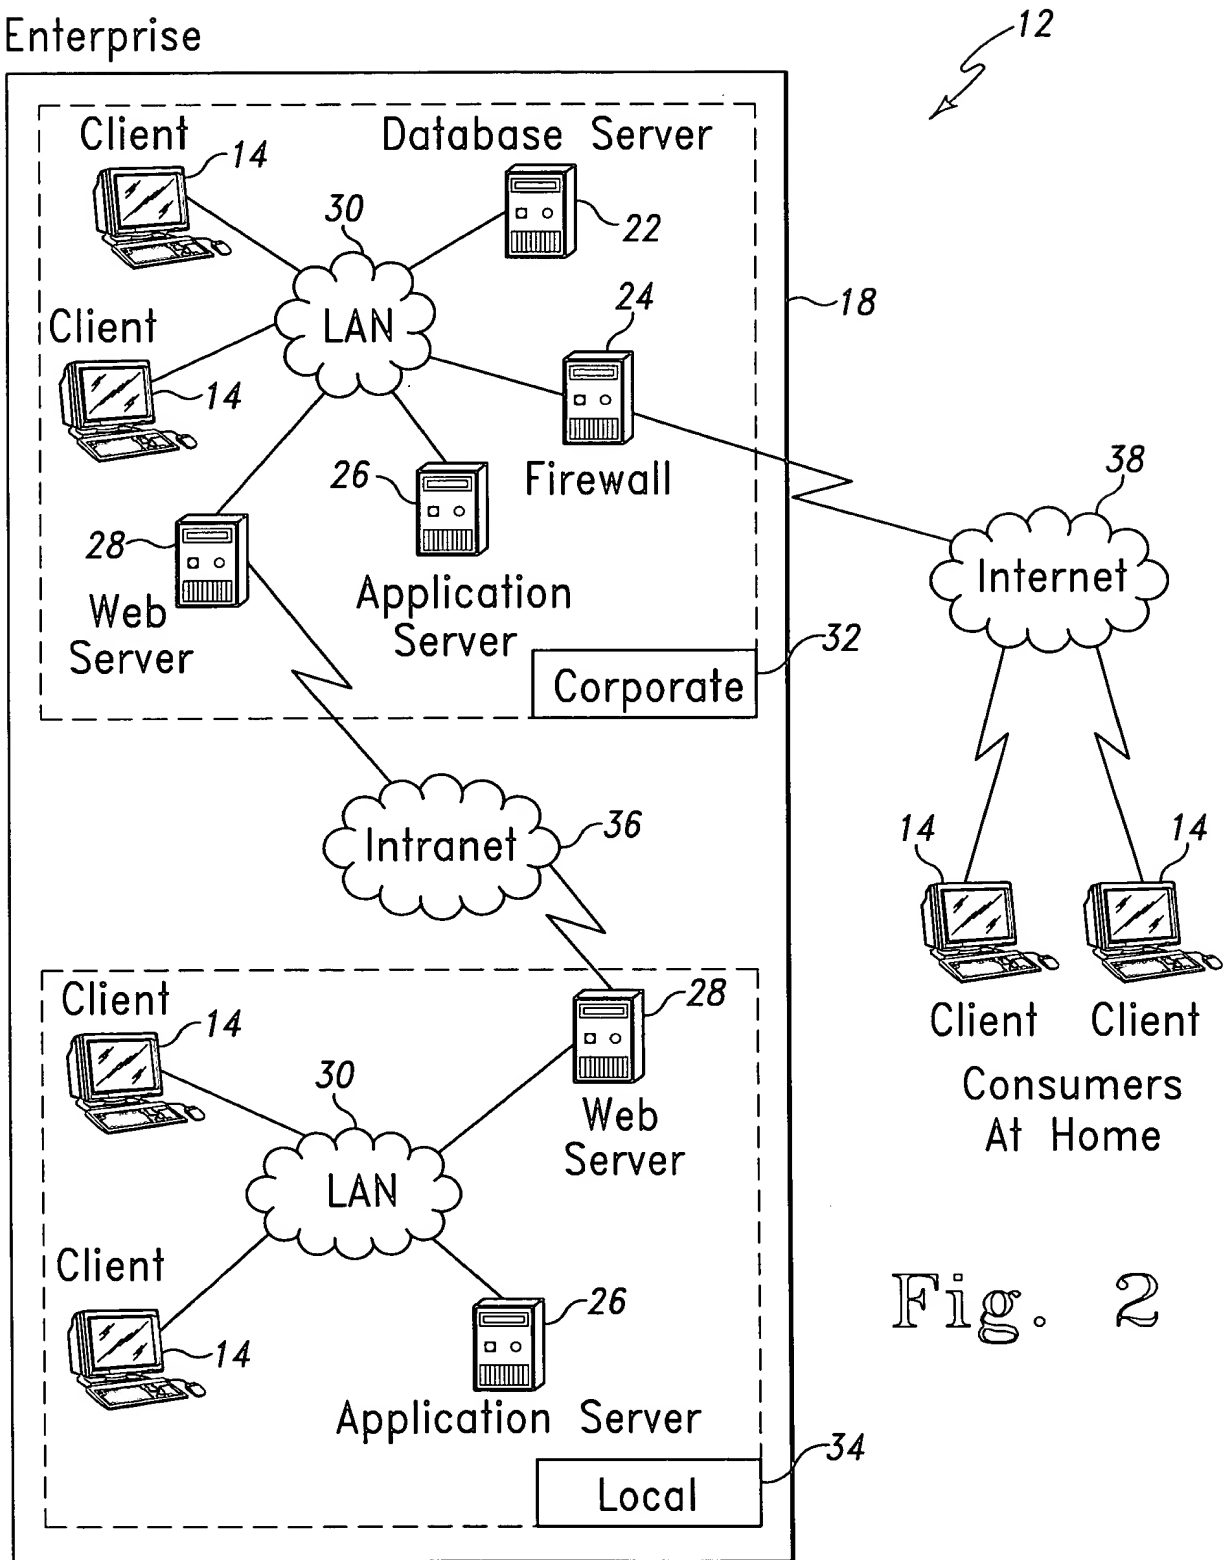 Enterprise
12
Client
14
Database Server
22
30
LAN
24
18
Client
14
Firewall
26
28
Web
Server
Application
Server
38
Internet
32
Corporate
Intranet
36
14
14
Client
14
28
Client
Client
Consumers
At Home
30
LAN
Web
Server
Client
14
26
Application Server
Fig. 2
34
Local